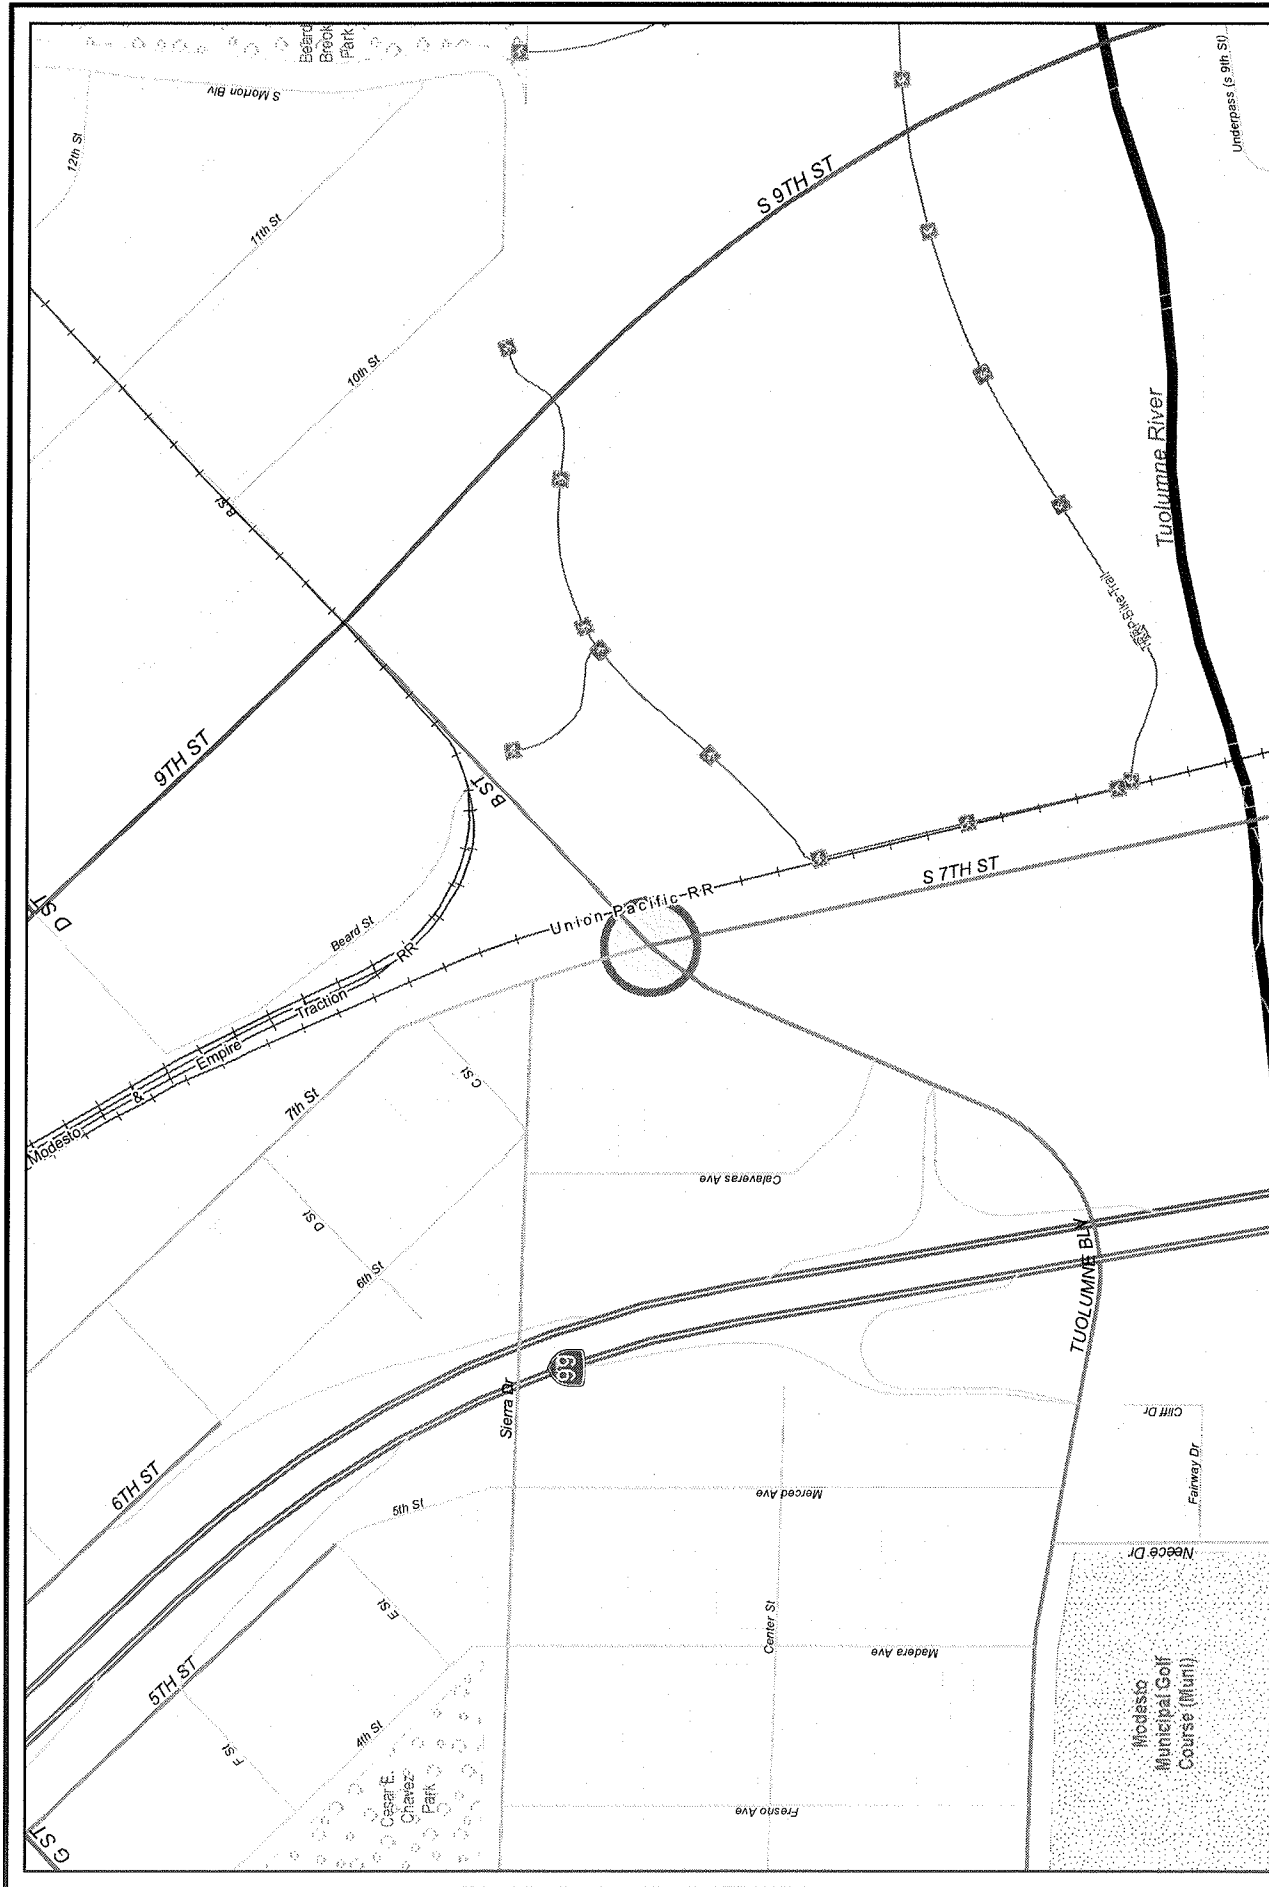 Beard
Brook
Park
S Morton Blv
12th St
11th St
10th St
Underpass (s 9th St)
S 9TH ST
B St
Tuolumne River
TRRP-Bike-Trail
9TH ST
B ST
D ST
Beard St
Union Pacific RR
S 7TH ST
Modesto & Empire Traction RR
7th St
C St
D St
6th St
Calaveras Ave
TUOLUMNE BLV
99
Sierra Dr
6TH ST
5th St
Merced Ave
Cliff Dr
Fairway Dr
Neece Dr
E St
5TH ST
Center St
Madera Ave
F St
4th St
Cesar E.
Chavez
Park
Fresno Ave
G ST
Modesto
Municipal Golf
Course (Muni)